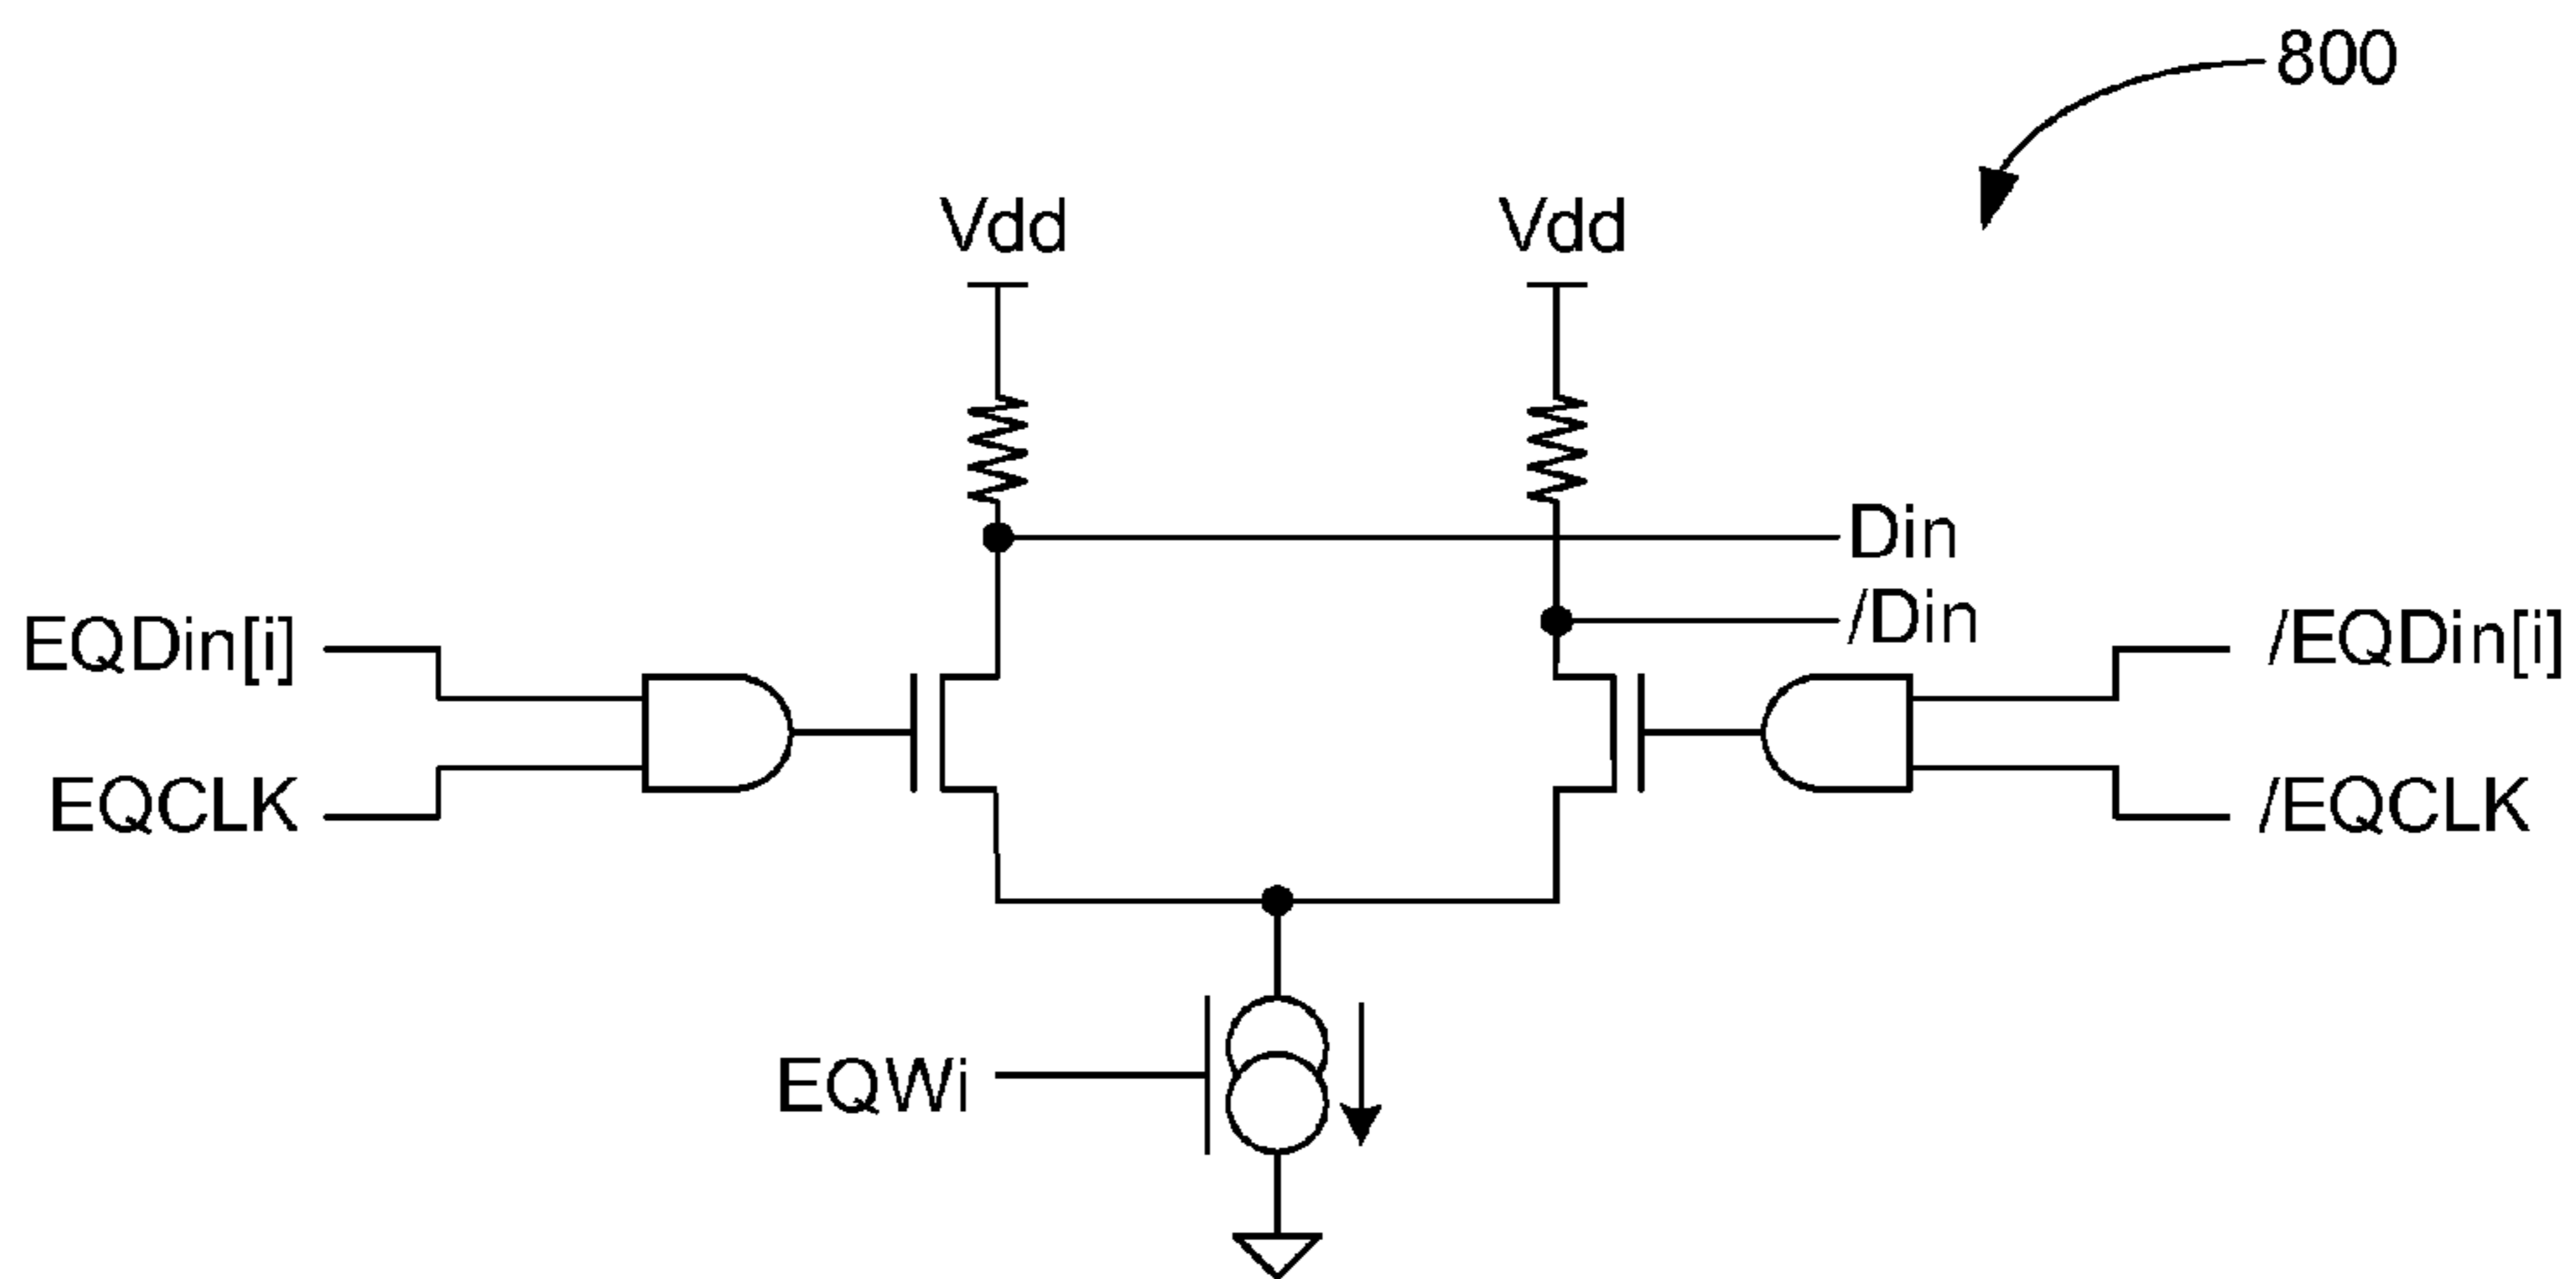 800
Vdd
Vdd
Din
/Din
EQDin[i]
/EQDin[i]
EQCLK
/EQCLK
EQWi